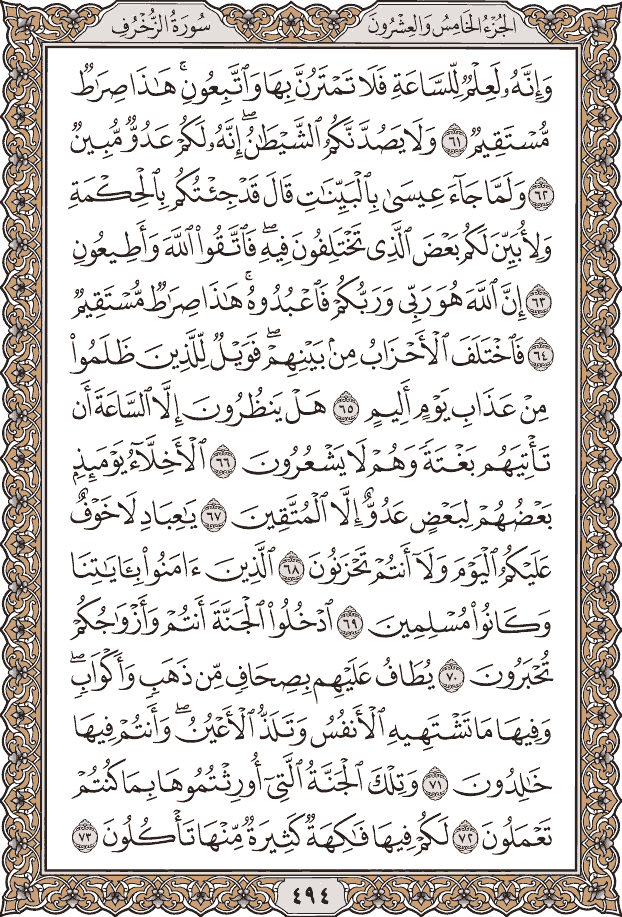 سُورَةُ الزُّخْرُفِ
الجُزْءُ الخَامِسُ وَالعِشْرُونَ
وَإِنَّهُۥ لَعِلْمٌ لِّلسَّاعَةِ فَلَا تَمْتَرُنَّ بِهَا وَٱتَّبِعُونِۚ هَٰذَا صِرَٰطٌ
مُّسْتَقِيمٌ ٦١ وَلَا يَصُدَّنَّكُمُ ٱلشَّيْطَٰنُۖ إِنَّهُۥ لَكُمْ عَدُوٌّ مُّبِينٌ
٦٢ وَلَمَّا جَآءَ عِيسَىٰ بِٱلْبَيِّنَٰتِ قَالَ قَدْ جِئْتُكُم بِٱلْحِكْمَةِ
وَلِأُبَيِّنَ لَكُم بَعْضَ ٱلَّذِى تَخْتَلِفُونَ فِيهِۖ فَٱتَّقُوا۟ ٱللَّهَ وَأَطِيعُونِ
٦٣ إِنَّ ٱللَّهَ هُوَ رَبِّى وَرَبُّكُمْ فَٱعْبُدُوهُۚ هَٰذَا صِرَٰطٌ مُّسْتَقِيمٌ
٦٤ فَٱخْتَلَفَ ٱلْأَحْزَابُ مِنۢ بَيْنِهِمْۖ فَوَيْلٌ لِّلَّذِينَ ظَلَمُوا۟
مِنْ عَذَابِ يَوْمٍ أَلِيمٍ ٦٥ هَلْ يَنظُرُونَ إِلَّا ٱلسَّاعَةَ أَن
تَأْتِيَهُم بَغْتَةً وَهُمْ لَا يَشْعُرُونَ ٦٦ ٱلْأَخِلَّآءُ يَوْمَئِذٍۭ
بَعْضُهُمْ لِبَعْضٍ عَدُوٌّ إِلَّا ٱلْمُتَّقِينَ ٦٧ يَٰعِبَادِ لَا خَوْفٌ
عَلَيْكُمُ ٱلْيَوْمَ وَلَآ أَنتُمْ تَحْزَنُونَ ٦٨ ٱلَّذِينَ ءَامَنُوا۟ بِـَٔايَٰتِنَا
وَكَانُوا۟ مُسْلِمِينَ ٦٩ ٱدْخُلُوا۟ ٱلْجَنَّةَ أَنتُمْ وَأَزْوَٰجُكُمْ
تُحْبَرُونَ ٧٠ يُطَافُ عَلَيْهِم بِصِحَافٍ مِّن ذَهَبٍ وَأَكْوَابٍۖ
وَفِيهَا مَا تَشْتَهِيهِ ٱلْأَنفُسُ وَتَلَذُّ ٱلْأَعْيُنُۖ وَأَنتُمْ فِيهَا
خَٰلِدُونَ ٧١ وَتِلْكَ ٱلْجَنَّةُ ٱلَّتِىٓ أُورِثْتُمُوهَا بِمَا كُنتُمْ
تَعْمَلُونَ ٧٢ لَكُمْ فِيهَا فَٰكِهَةٌ كَثِيرَةٌ مِّنْهَا تَأْكُلُونَ ٧٣
٤٩٤